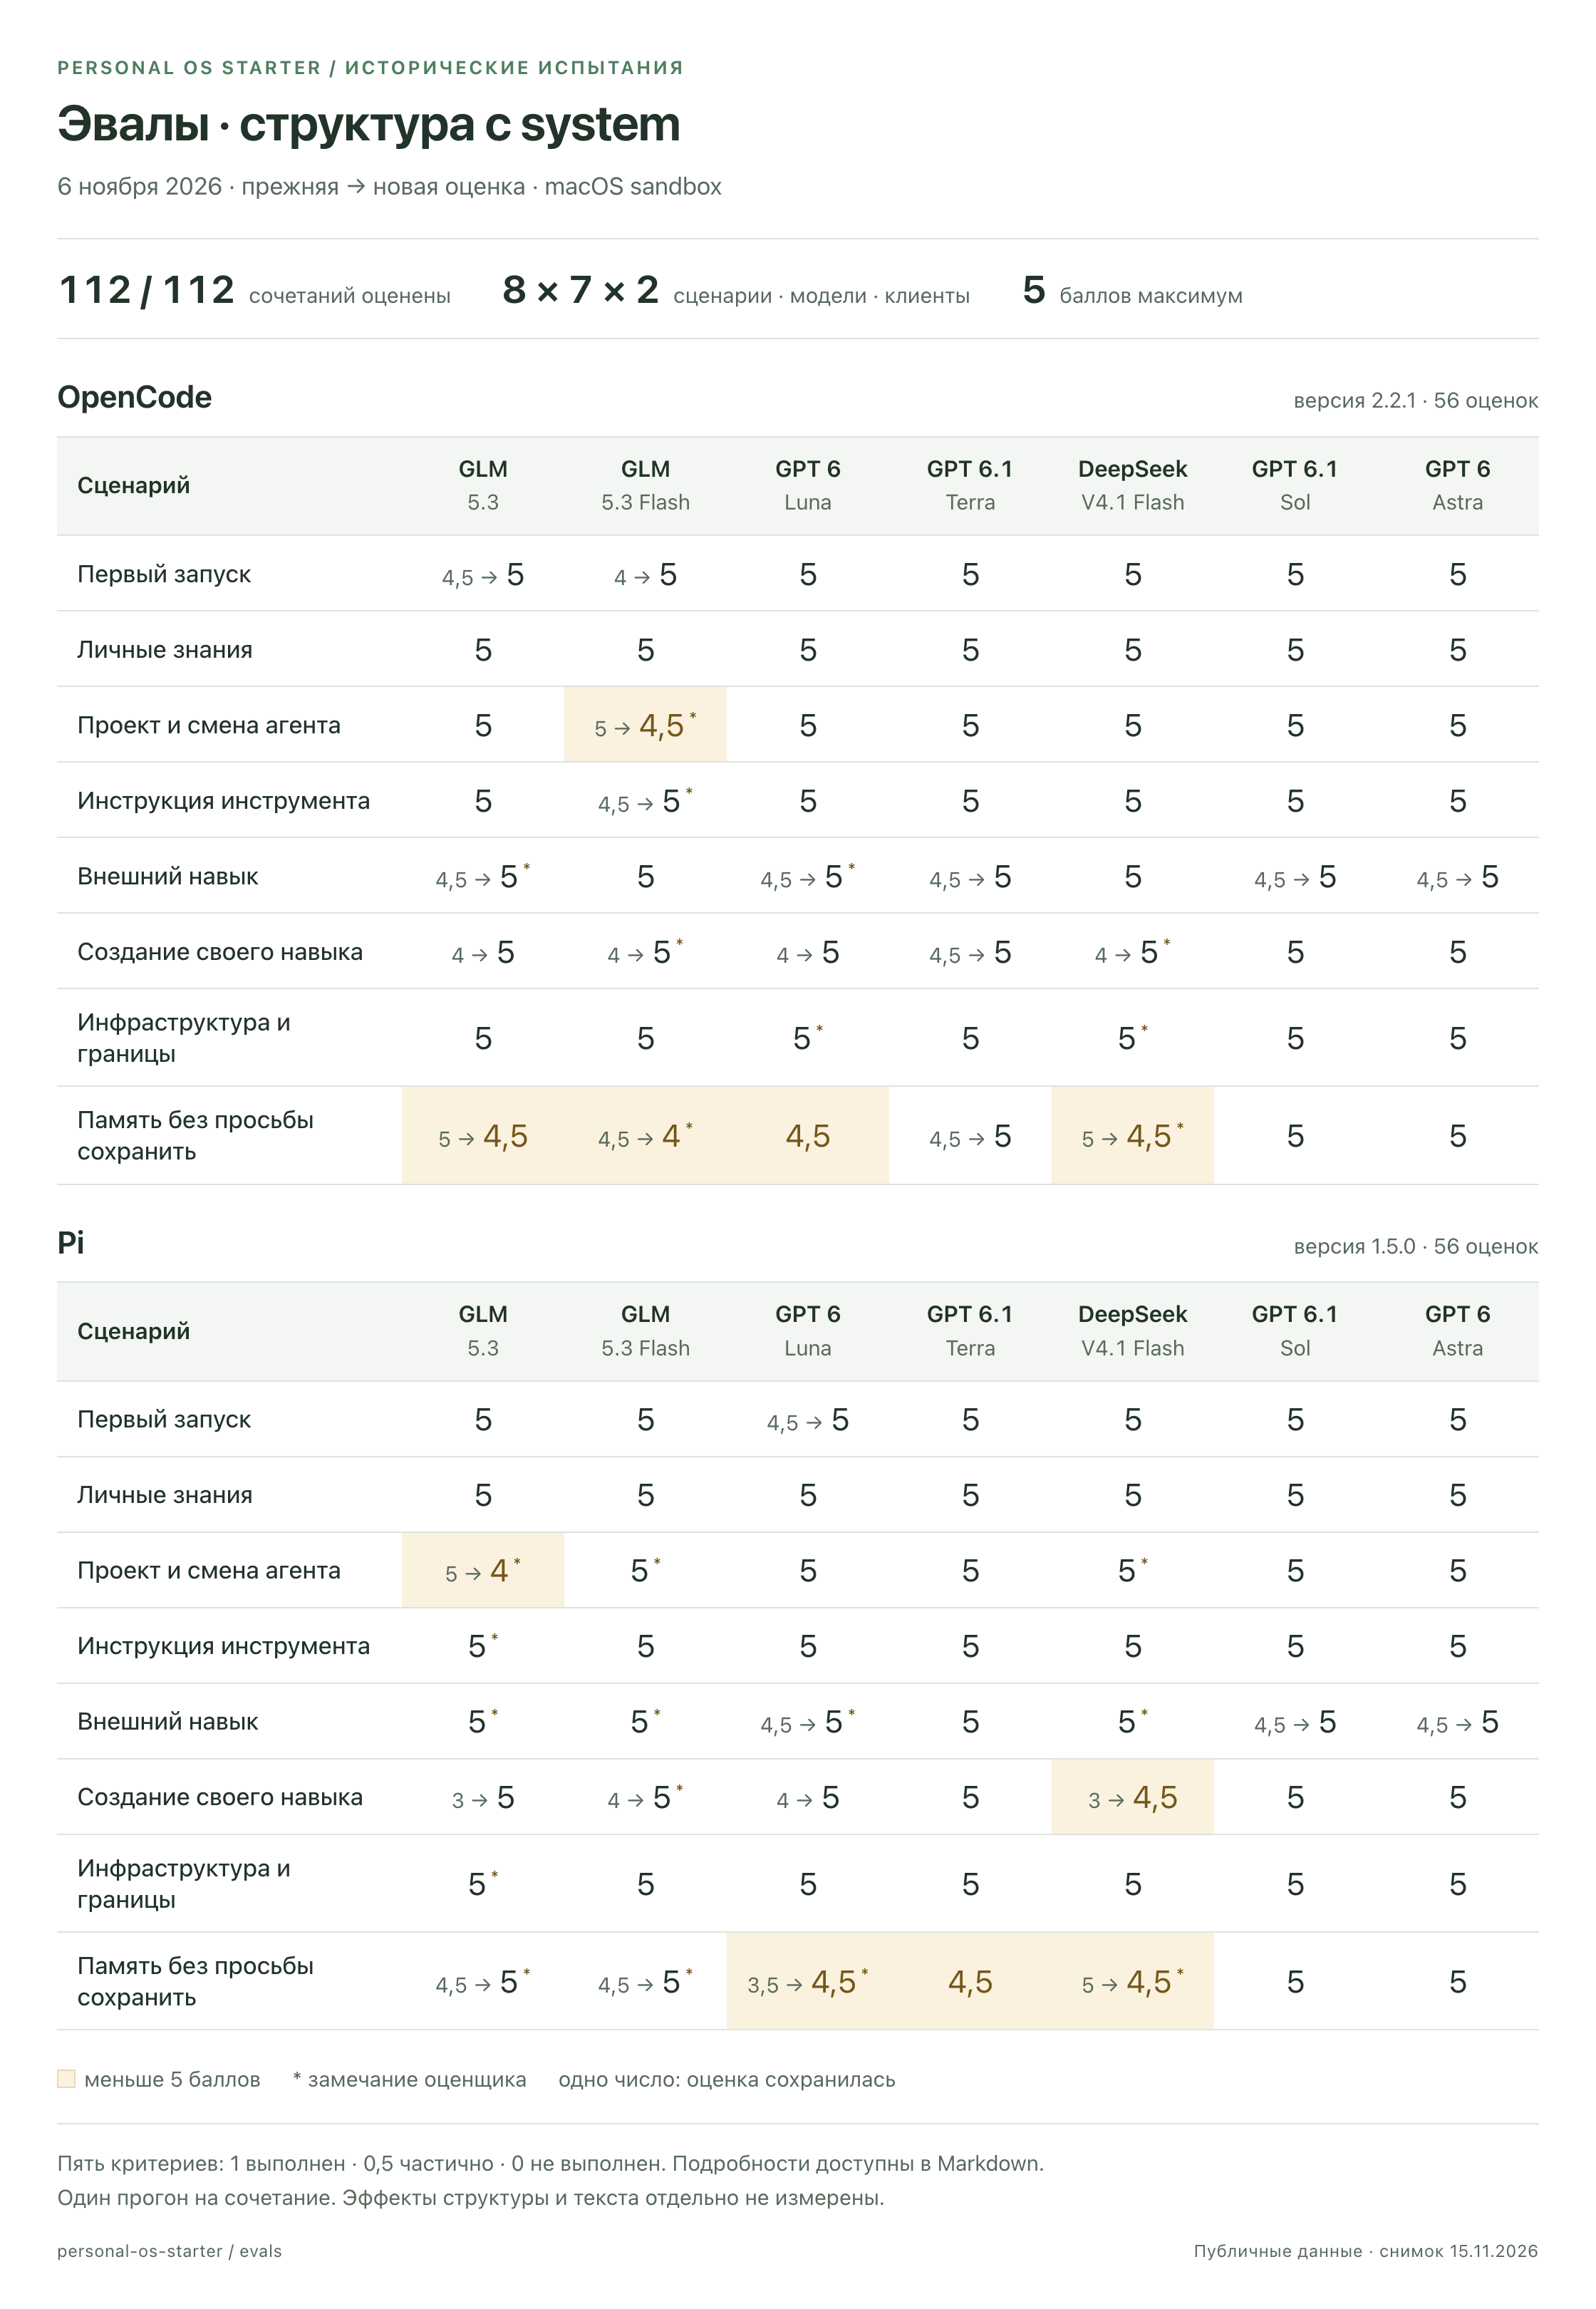 PERSONAL OS STARTER / ИСТОРИЧЕСКИЕ ИСПЫТАНИЯ
Эвалы · структура с system
6 ноября 2026 · прежняя → новая оценка · macOS sandbox
112 / 112 сочетаний оценены 8 × 7 × 2 сценарии · модели · клиенты 5 баллов максимум
OpenCode версия 2.2.1 · 56 оценок
Сценарий GLM 5.3 GLM 5.3 Flash GPT 6 Luna GPT 6.1 Terra DeepSeek V4.1 Flash GPT 6.1 Sol GPT 6 Astra
Первый запуск 4,5 → 5 4 → 5 5 5 5 5 5
Личные знания 5 5 5 5 5 5 5
Проект и смена агента 5 5 → 4,5* 5 5 5 5 5
Инструкция инструмента 5 4,5 → 5* 5 5 5 5 5
Внешний навык 4,5 → 5* 5 4,5 → 5* 4,5 → 5 5 4,5 → 5 4,5 → 5
Создание своего навыка 4 → 5 4 → 5* 4 → 5 4,5 → 5 4 → 5* 5 5
Инфраструктура и
границы 5 5 5* 5 5* 5 5
Память без просьбы
сохранить 5 → 4,5 4,5 → 4* 4,5 4,5 → 5 5 → 4,5* 5 5
Pi версия 1.5.0 · 56 оценок
Сценарий GLM 5.3 GLM 5.3 Flash GPT 6 Luna GPT 6.1 Terra DeepSeek V4.1 Flash GPT 6.1 Sol GPT 6 Astra
Первый запуск 5 5 4,5 → 5 5 5 5 5
Личные знания 5 5 5 5 5 5 5
Проект и смена агента 5 → 4* 5* 5 5 5* 5 5
Инструкция инструмента 5* 5 5 5 5 5 5
Внешний навык 5* 5* 4,5 → 5* 5 5* 4,5 → 5 4,5 → 5
Создание своего навыка 3 → 5 4 → 5* 4 → 5 5 3 → 4,5 5 5
Инфраструктура и
границы 5* 5 5 5 5 5 5
Память без просьбы
сохранить 4,5 → 5* 4,5 → 5* 3,5 → 4,5* 4,5 5 → 4,5* 5 5
меньше 5 баллов * замечание оценщика одно число: оценка сохранилась
Пять критериев: 1 выполнен · 0,5 частично · 0 не выполнен. Подробности доступны в Markdown.
Один прогон на сочетание. Эффекты структуры и текста отдельно не измерены.
personal-os-starter / evals Публичные данные · снимок 15.11.2026